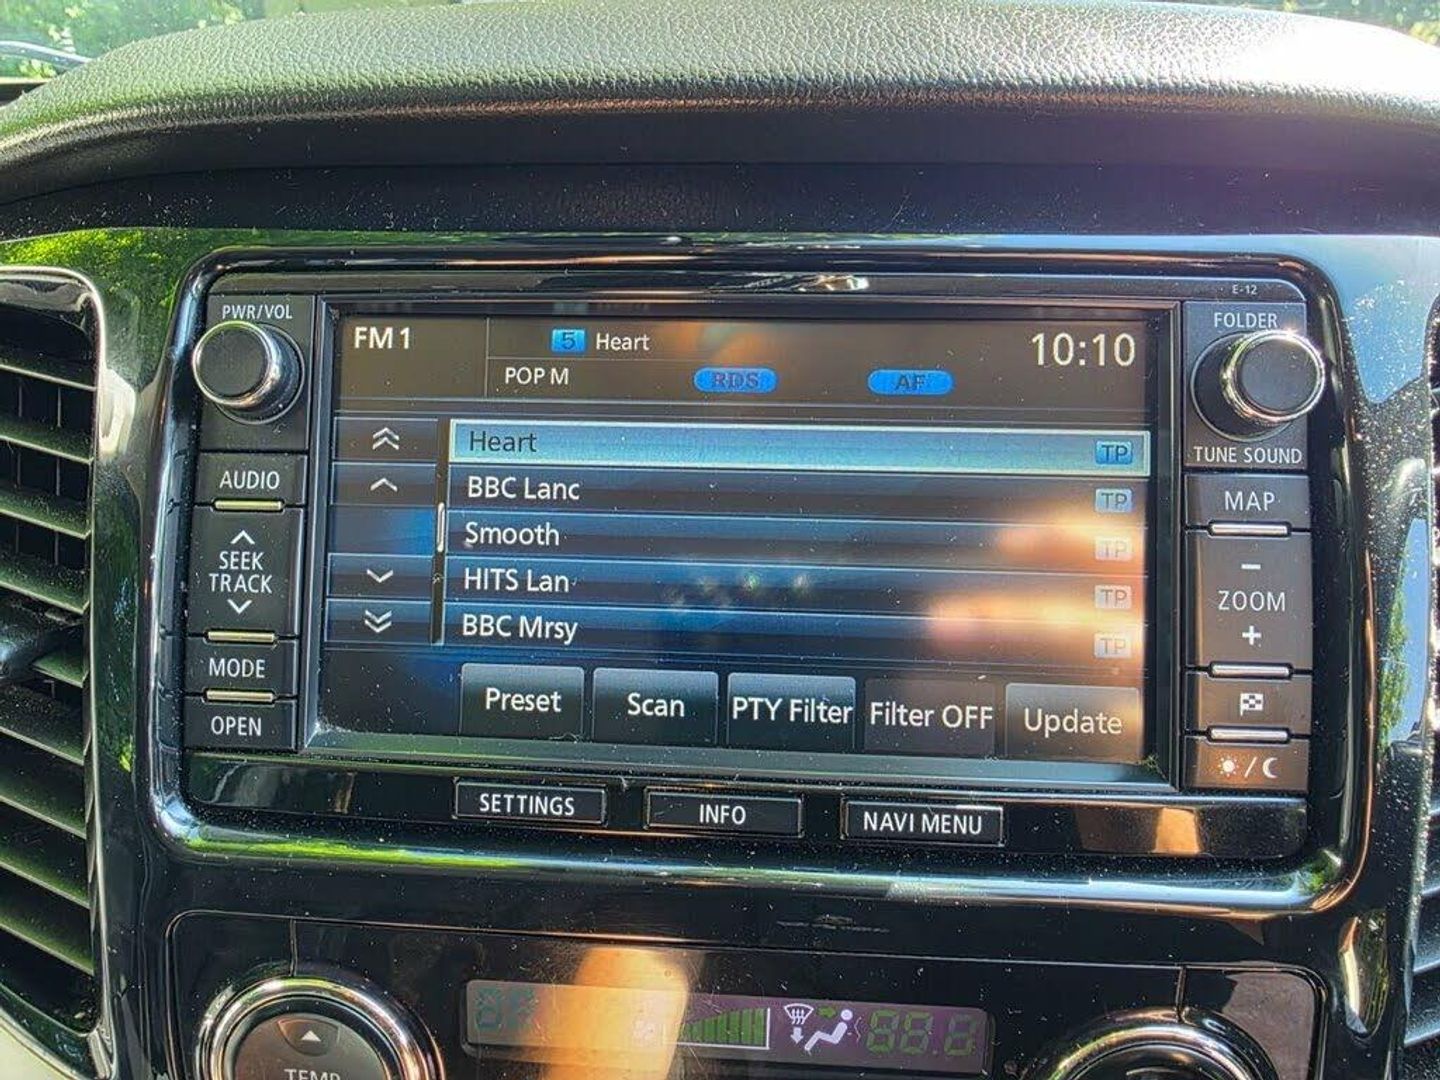 E-12
PWR/VOL
FOLDER
FM1
5 Heart
10:10
POP M
RDS
AF
TUNE SOUND
Heart TP
AUDIO
BBC Lanc TP
MAP
Smooth TP
SEEK
TRACK
HITS Lan TP
- ZOOM +
BBC Mrsy TP
MODE
OPEN
Preset
Scan
PTY Filter
Filter OFF
Update
SETTINGS
INFO
NAVI MENU
TEMP